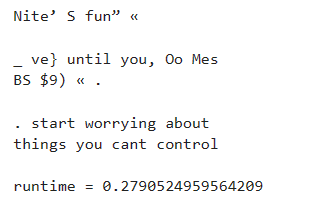 Nite’ S fun” «
_ ve} until you, Oo Mes
BS $9) « .
. start worrying about
things you cant control
runtime = 0.2790524959564209